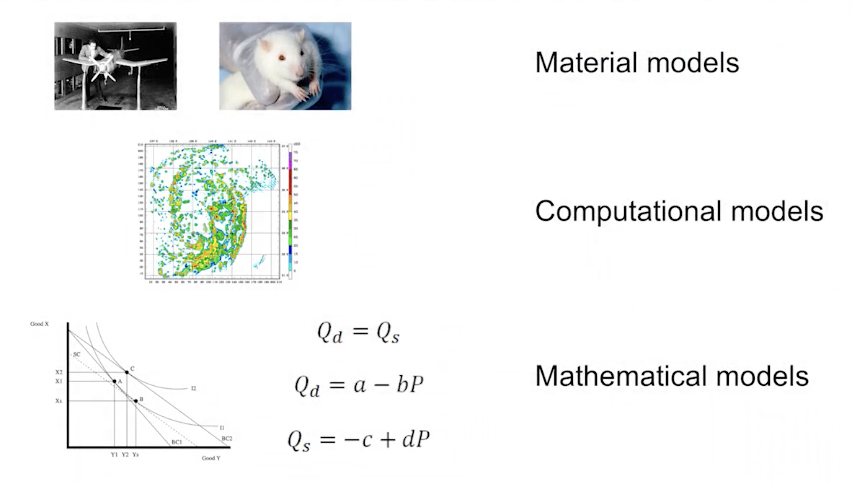 Material models
Computational models
Mathematical models
Good X
SC
X2
X1
Xs
C
A
B
I2
I1
BC1
BC2
Y1 Y2 Ys
Good Y
Q_d = Q_s
Q_d = a − bP
Q_s = −c + dP